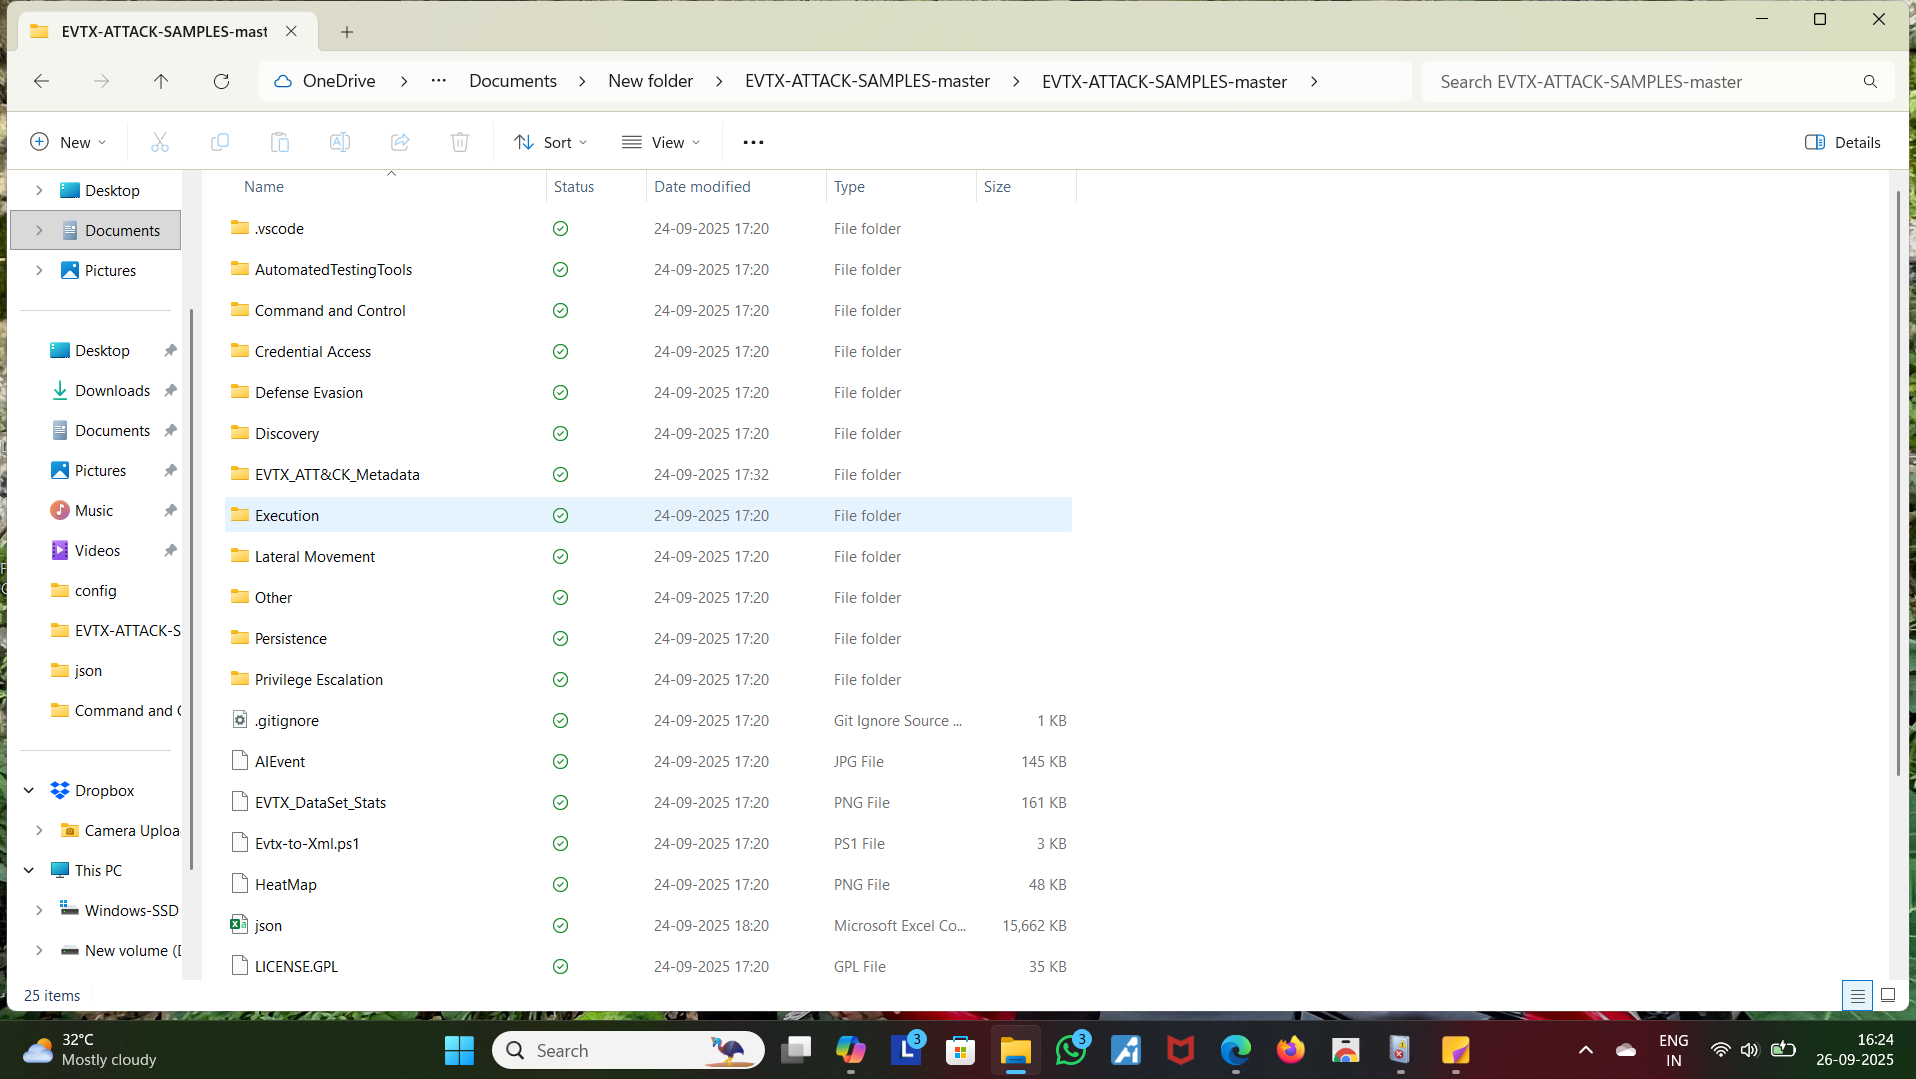 EVTX-ATTACK-SAMPLES-mast
OneDrive
Documents
New folder
EVTX-ATTACK-SAMPLES-master
EVTX-ATTACK-SAMPLES-master
Search EVTX-ATTACK-SAMPLES-master
New
Sort
View
Details
Desktop
Documents
Pictures
Desktop
Downloads
Documents
Pictures
Music
Videos
config
EVTX-ATTACK-S
json
Command and C
Dropbox
Camera Uploa
This PC
Windows-SSD
New volume (D
Name Status Date modified Type Size
.vscode 24-09-2025 17:20 File folder
AutomatedTestingTools 24-09-2025 17:20 File folder
Command and Control 24-09-2025 17:20 File folder
Credential Access 24-09-2025 17:20 File folder
Defense Evasion 24-09-2025 17:20 File folder
Discovery 24-09-2025 17:20 File folder
EVTX_ATT&CK_Metadata 24-09-2025 17:32 File folder
Execution 24-09-2025 17:20 File folder
Lateral Movement 24-09-2025 17:20 File folder
Other 24-09-2025 17:20 File folder
Persistence 24-09-2025 17:20 File folder
Privilege Escalation 24-09-2025 17:20 File folder
.gitignore 24-09-2025 17:20 Git Ignore Source ... 1 KB
AIEvent 24-09-2025 17:20 JPG File 145 KB
EVTX_DataSet_Stats 24-09-2025 17:20 PNG File 161 KB
Evtx-to-Xml.ps1 24-09-2025 17:20 PS1 File 3 KB
HeatMap 24-09-2025 17:20 PNG File 48 KB
json 24-09-2025 18:20 Microsoft Excel Co... 15,662 KB
LICENSE.GPL 24-09-2025 17:20 GPL File 35 KB
25 items
32°C
Mostly cloudy
Search
3
3
ENG
IN
16:24
26-09-2025